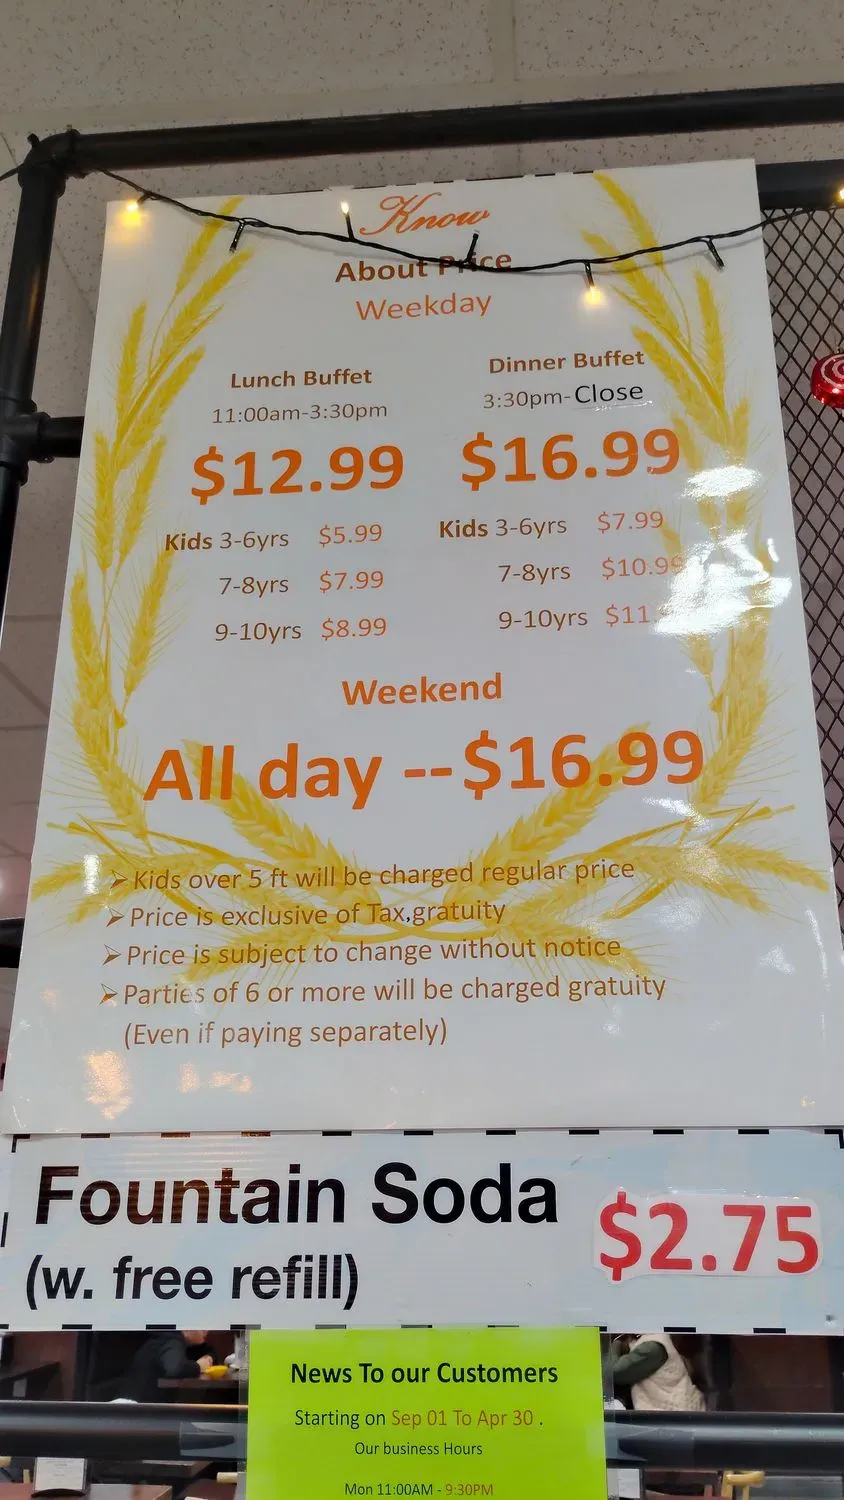 Know
About Price
Weekday
Lunch Buffet
11:00am-3:30pm
$12.99
Kids 3-6yrs $5.99
7-8yrs $7.99
9-10yrs $8.99
Dinner Buffet
3:30pm-Close
$16.99
Kids 3-6yrs $7.99
7-8yrs $10.99
9-10yrs
Weekend
All day --$16.99
➢Kids over 5 ft will be charged regular price
➢Price is exclusive of Tax,gratuity
➢Price is subject to change without notice
➢Parties of 6 or more will be charged gratuity
(Even if paying separately)
Fountain Soda
(w. free refill)
$2.75
News To our Customers
Starting on Sep 01 To Apr 30 .
Our business Hours
Mon 11:00AM - 9:30PM